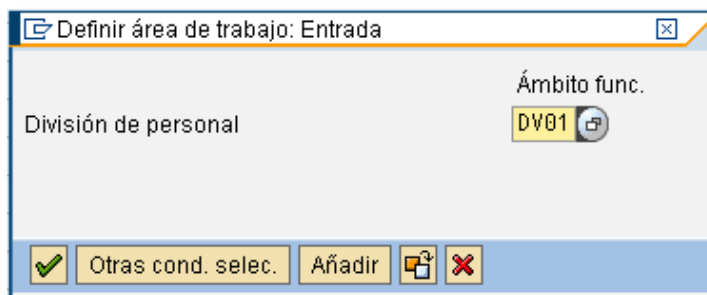 Definir área de trabajo: Entrada
Ámbito func.
División de personal DV01
Otras cond. selec. Añadir